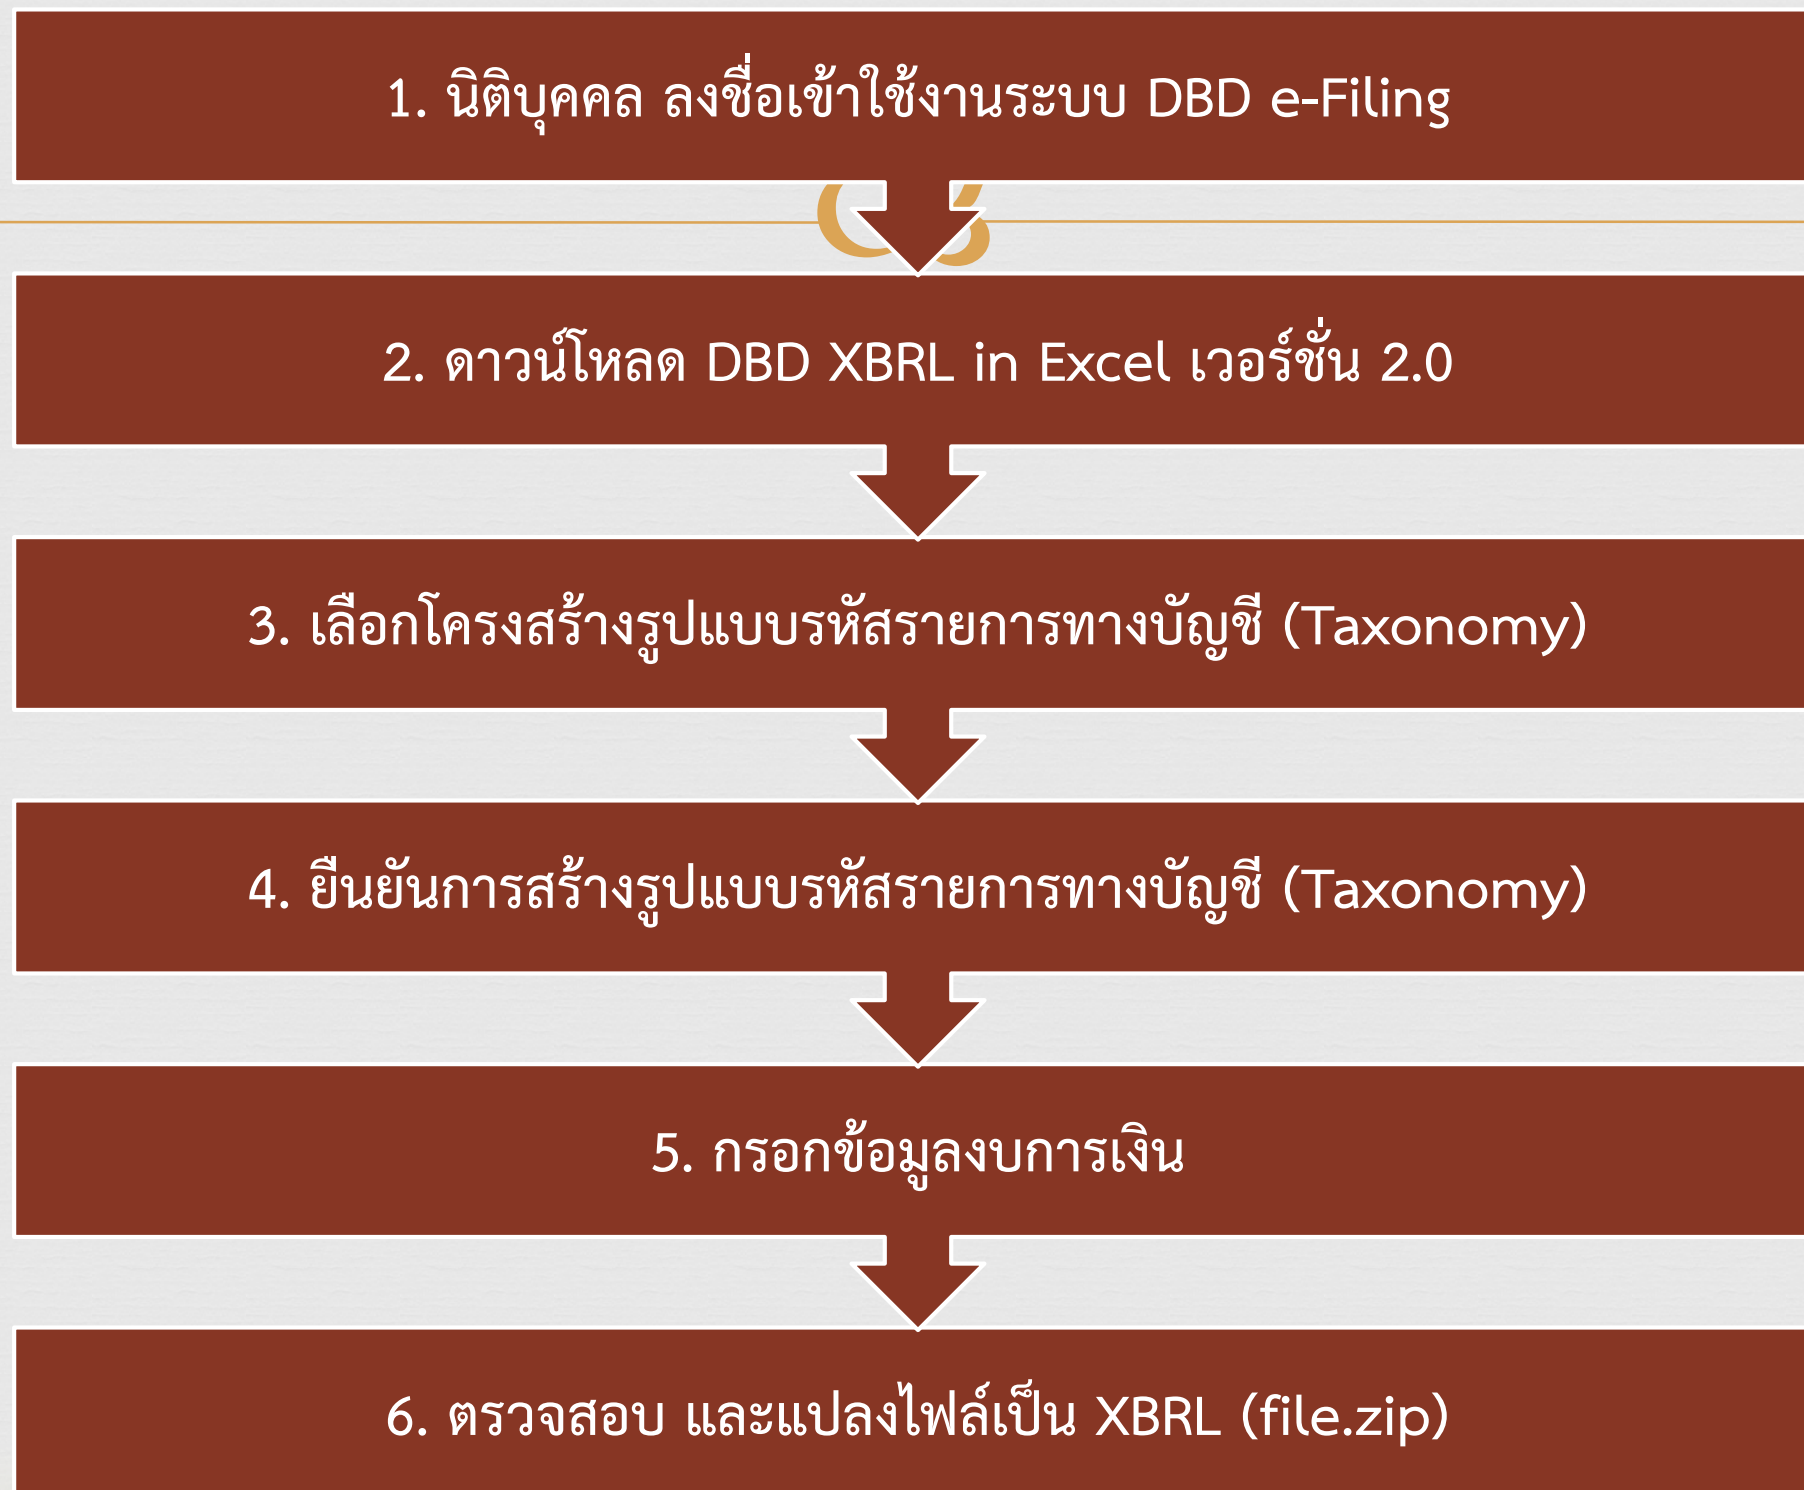 1. นิติบุคคล ลงชื่อเข้าใช้งานระบบ DBD e-Filing
2. ดาวน์โหลด DBD XBRL in Excel เวอร์ชั่น 2.0
3. เลือกโครงสร้างรูปแบบรหัสรายการทางบัญชี (Taxonomy)
4. ยืนยันการสร้างรูปแบบรหัสรายการทางบัญชี (Taxonomy)
5. กรอกข้อมูลงบการเงิน
6. ตรวจสอบ และแปลงไฟล์เป็น XBRL (file.zip)